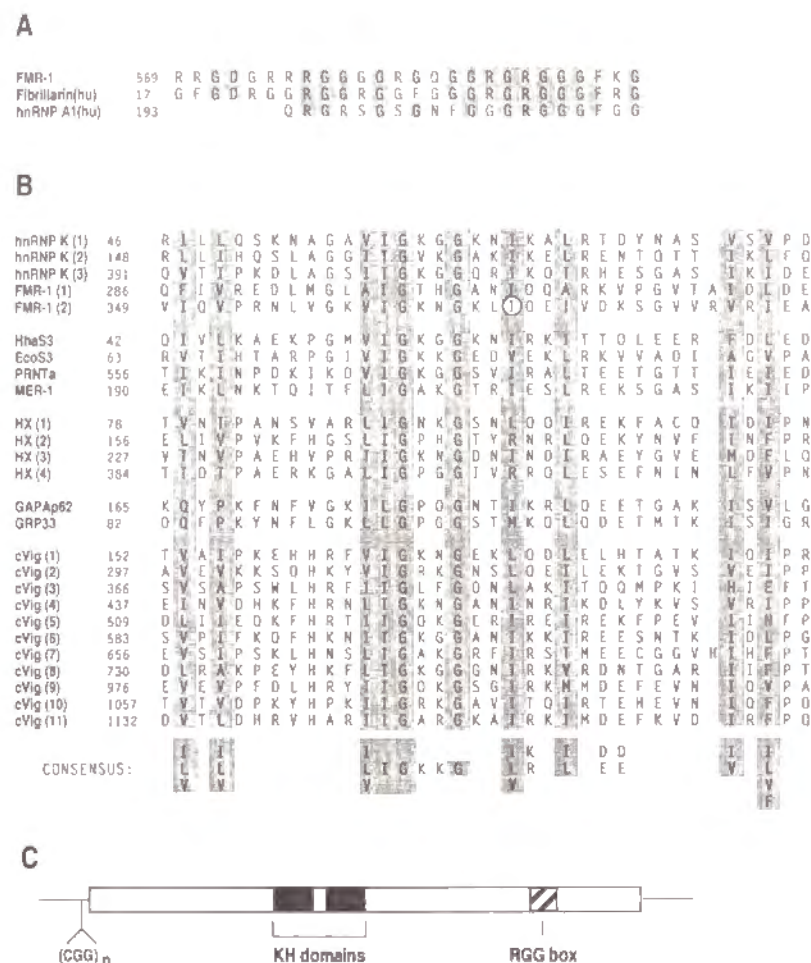 A
FMR-1 569 R R G D G R R R G G G G R G Q G G R G R G G G F K G
Fibrillarin(hu) 17 G F G D R G G R G G R G G F G G G R G R G G G F R G
hnRNP A1(hu) 193 Q R G R S G S G N F G G G R G G G F G G
B
hnRNP K (1) 46 R I L L Q S K N A G A V I G K G G K N I K A L R T D Y N A S V S V P D
hnRNP K (2) 148 R L L I H Q S L A G G I I G V K G A K I K E L R E N T Q T T I K L F Q
hnRNP K (3) 391 Q V T I P K D L A G S I I G K G G Q R I K Q I R H E S G A S I K I D E
FMR-1 (1) 286 Q F I V R E D L M G L A I G T H G A N I Q Q A R K V P G V T A I D L D E
FMR-1 (2) 349 V I Q V P R N L V G K V I G K N G K L I Q E I V D K S G V V R V R I E A
HhaS3 42 Q I V L K A E K P G M V I G K G G K N I R K I T T Q L E E R F D L E D
EcoS3 63 R V T I H T A R P G I V I G K K G E D V E K L R K V V A D I A G V P A
PRNTa 556 T I K I N P D K I K D V I G K G G S V I R A L T E E T G T T I E I E D
MER-1 190 E T K L N K T Q I T F L I G A K G T R I E S L R E K S G A S I K I I P
HX (1) 78 T V N T P A N S V A R L I G N K G S N L Q Q I R E K F A C Q I D I P N
HX (2) 156 E L I V P V K F H G S L I G P H G T Y R N R L Q E K Y N V F I N F P R
HX (3) 227 V T N V P A E H V P R I I G K N G D N I N D I R A E Y G V E M D F L Q
HX (4) 384 T I D I P A E R K G A L I G P G G I V R R Q L E S E F N I N L F V P N
GAPAp62 165 K Q Y P K F N F V G K I L G P Q G N T I K R L Q E E T G A K I S V L G
GRP33 82 Q Q F P K Y N F L G K L L G P G G S T M K Q L Q D E T M T K I S I G R
cVig (1) 152 T V A I P K E H H R F V I G K N G E K L Q D L E L H T A T K I Q I P R
cVig (2) 297 A V E V K K S Q H K Y V I G R K G N S L Q E I L E K T G V S V E I P P
cVig (3) 366 S V S A P S W L H R F I I G L F G Q N L A K I T Q Q M P K I H I E F T
cVig (4) 437 E I N V D H K F H R N L I G K N G A N I N R I K D L Y K V S V R I P P
cVig (5) 509 D L I I E D K F H R T I I G Q K G E R I R E I R E K F P E V I I N F P
cVig (6) 583 S V P I F K Q F H K N I I G K G G A N I K K I R E E S N T K I D L P G
cVig (7) 656 E V S I P S K L H N S L I G A K G R F I R S I M E E C G G V H I H F P T
cVig (8) 730 D L R A K P E Y H K F L I G K G G G N I R K V R D N T G A R I I F P T
cVig (9) 976 E V E V P F D L H R Y I I G Q K G S G I R K M M D E F E V N I Q V P A
cVig (10) 1057 T V T V D P K Y H P K I I G R K G A V I T Q I R T E H E V N I Q F P Q
cVig (11) 1132 D V T L D H R V H A R I I G A R G K A I R K I M D E F K V D I R F P Q
I I I I K I D D I I
CONSENSUS: L L L I G K K G L R L E E V L
V V V V V
F
C
(CGG)n KH domains RGG box